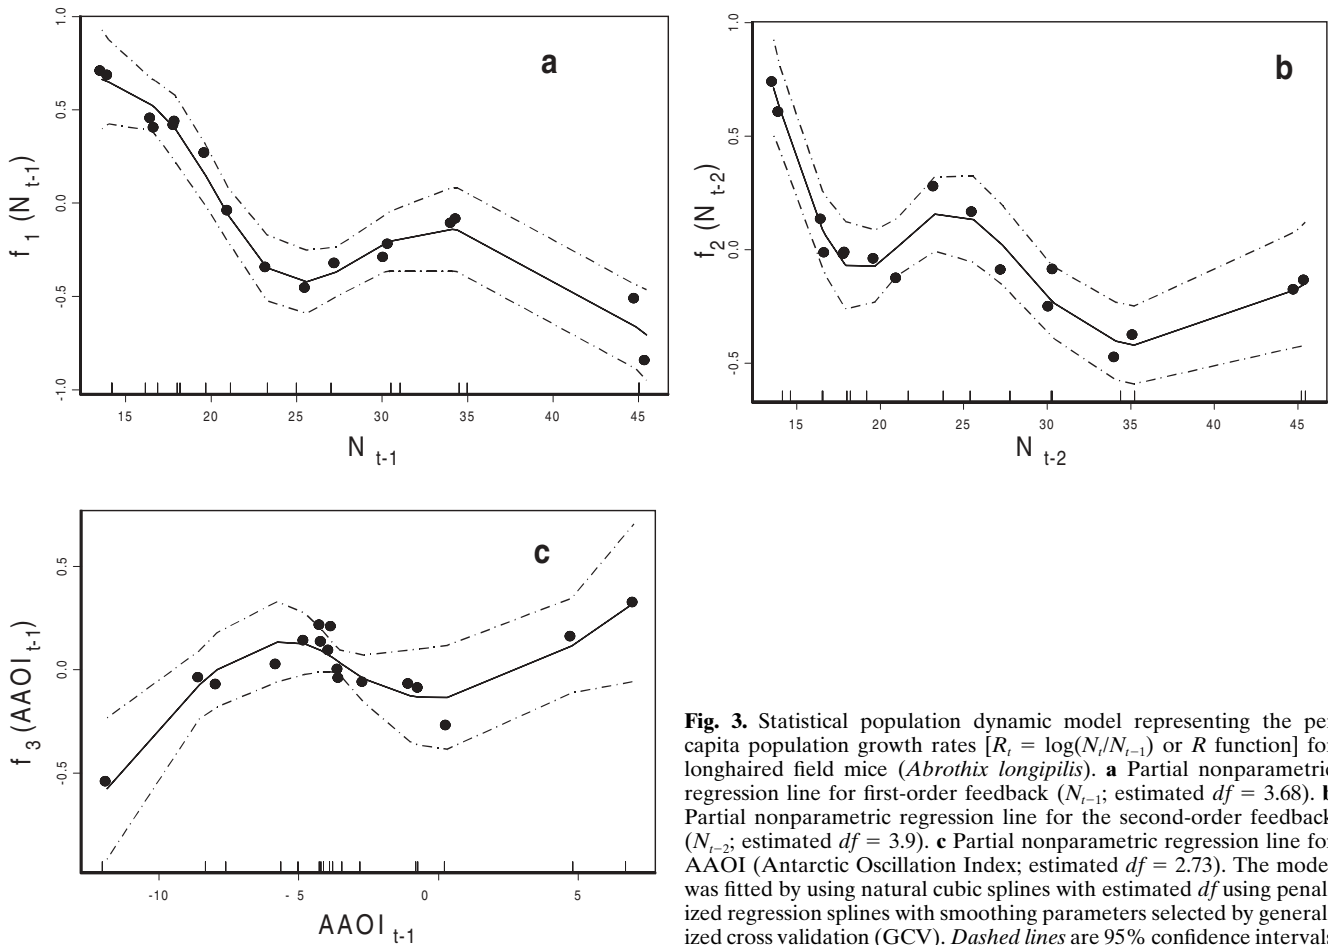 a
f 1 (N t-1)
1.0
0.5
0.0
-0.5
-1.0
15 20 25 30 35 40 45
N t-1
b
f 2 (N t-2)
1.0
0.5
0.0
-0.5
15 20 25 30 35 40 45
N t-2
c
f 3 (AAOI t-1)
0.5
0.0
-0.5
-10 - 5 0 5
AAOI t-1
Fig. 3. Statistical population dynamic model representing the per
capita population growth rates [Rt = log(Nt/Nt−1) or R function] for
longhaired field mice (Abrothix longipilis). a Partial nonparametric
regression line for first-order feedback (Nt−1; estimated df = 3.68). b
Partial nonparametric regression line for the second-order feedback
(Nt−2; estimated df = 3.9). c Partial nonparametric regression line for
AAOI (Antarctic Oscillation Index; estimated df = 2.73). The model
was fitted by using natural cubic splines with estimated df using penal
ized regression splines with smoothing parameters selected by general
ized cross validation (GCV). Dashed lines are 95% confidence intervals